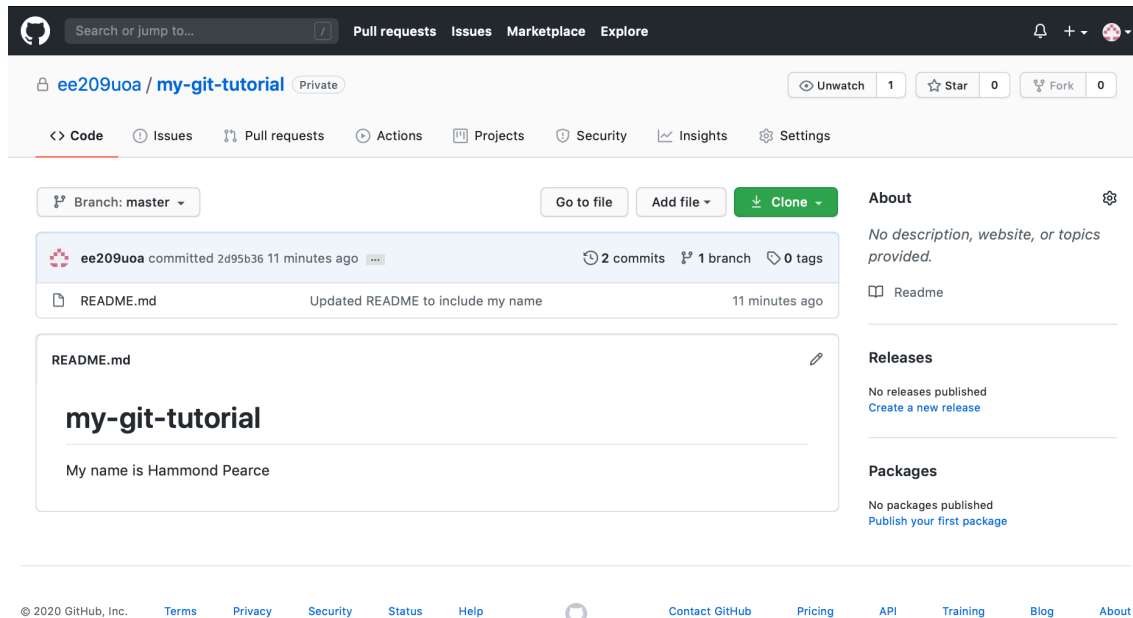 Search or jump to... / Pull requests Issues Marketplace Explore
ee209uoa / my-git-tutorial Private Unwatch 1 Star 0 Fork 0
<> Code Issues Pull requests Actions Projects Security Insights Settings
Branch: master Go to file Add file Clone
ee209uoa committed 2d95b36 11 minutes ago ... 2 commits 1 branch 0 tags
README.md Updated README to include my name 11 minutes ago
README.md
my-git-tutorial
My name is Hammond Pearce
About
No description, website, or topics
provided.
Readme
Releases
No releases published
Create a new release
Packages
No packages published
Publish your first package
© 2020 GitHub, Inc. Terms Privacy Security Status Help Contact GitHub Pricing API Training Blog About